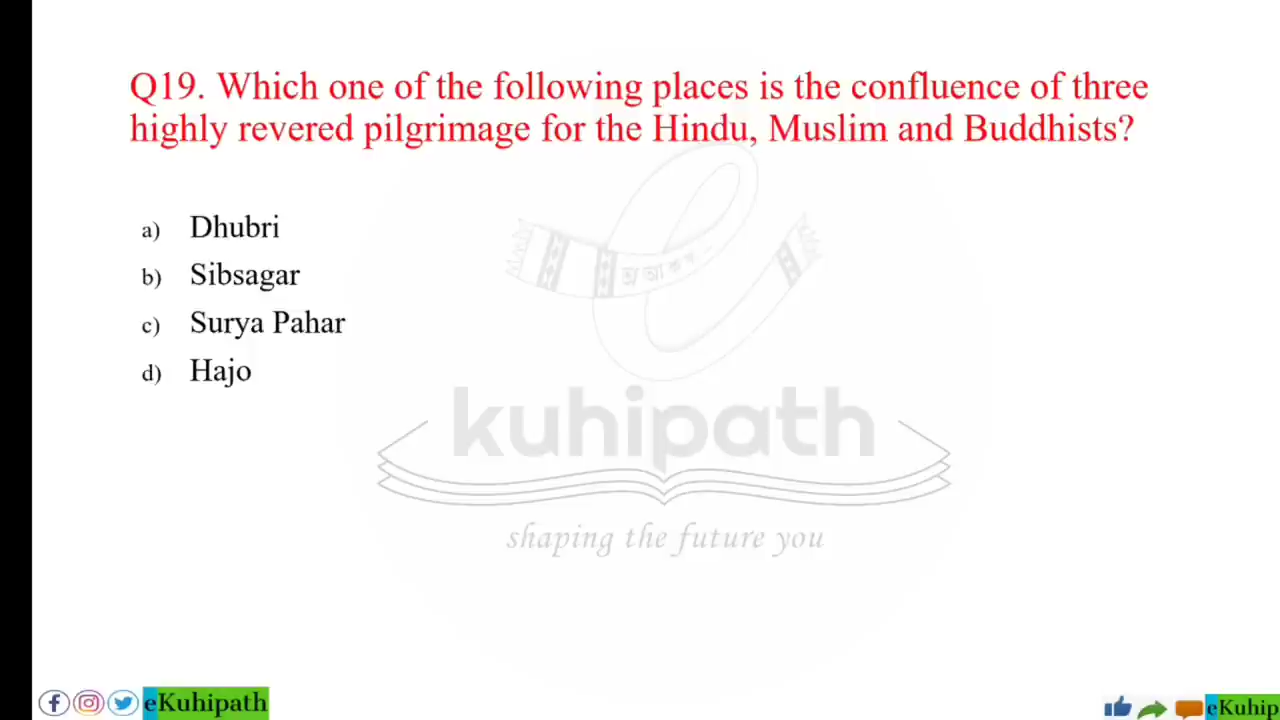 Q19. Which one of the following places is the confluence of three
highly revered pilgrimage for the Hindu, Muslim and Buddhists?
a) Dhubri
b) Sibsagar
c) Surya Pahar
d) Hajo
kuhipath
shaping the future you
eKuhipath
eKuhip